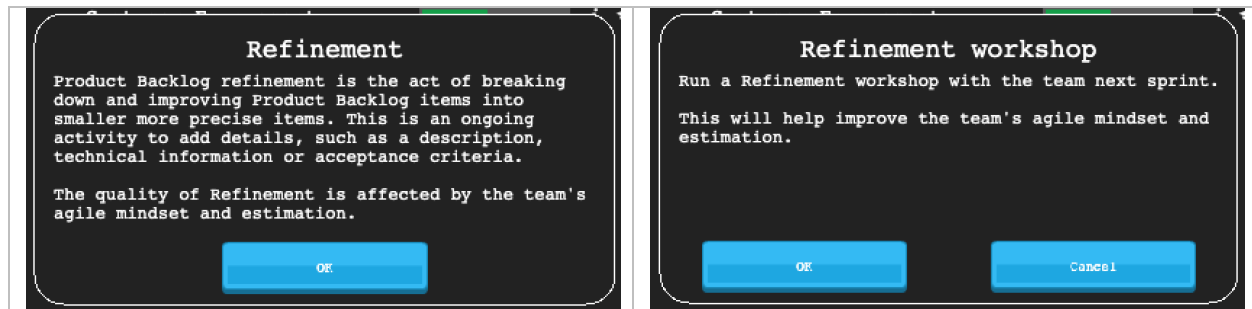 Refinement
Product Backlog refinement is the act of breaking
down and improving Product Backlog items into
smaller more precise items. This is an ongoing
activity to add details, such as a description,
technical information or acceptance criteria.
The quality of Refinement is affected by the team's
agile mindset and estimation.
OK
Refinement workshop
Run a Refinement workshop with the team next sprint.
This will help improve the team's agile mindset and
estimation.
OK
Cancel